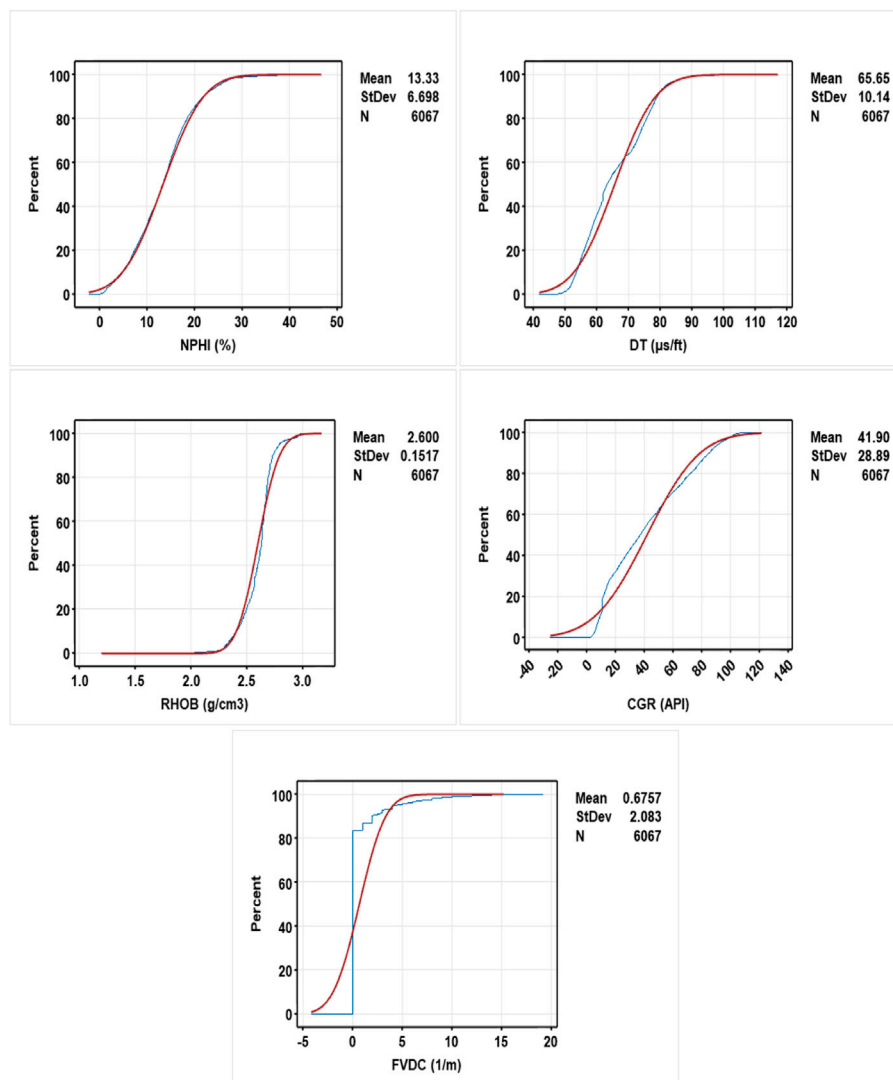 100
80
60
40
20
0
Percent
0 10 20 30 40 50
NPHI (%)
Mean 13.33
StDev 6.698
N 6067
100
80
60
40
20
0
Percent
40 50 60 70 80 90 100 110 120
DT (µs/ft)
Mean 65.65
StDev 10.14
N 6067
100
80
60
40
20
0
Percent
1.0 1.5 2.0 2.5 3.0
RHOB (g/cm3)
Mean 2.600
StDev 0.1517
N 6067
100
80
60
40
20
0
Percent
-40 -20 0 20 40 60 80 100 120 140
CGR (API)
Mean 41.90
StDev 28.89
N 6067
100
80
60
40
20
0
Percent
-5 0 5 10 15 20
FVDC (1/m)
Mean 0.6757
StDev 2.083
N 6067